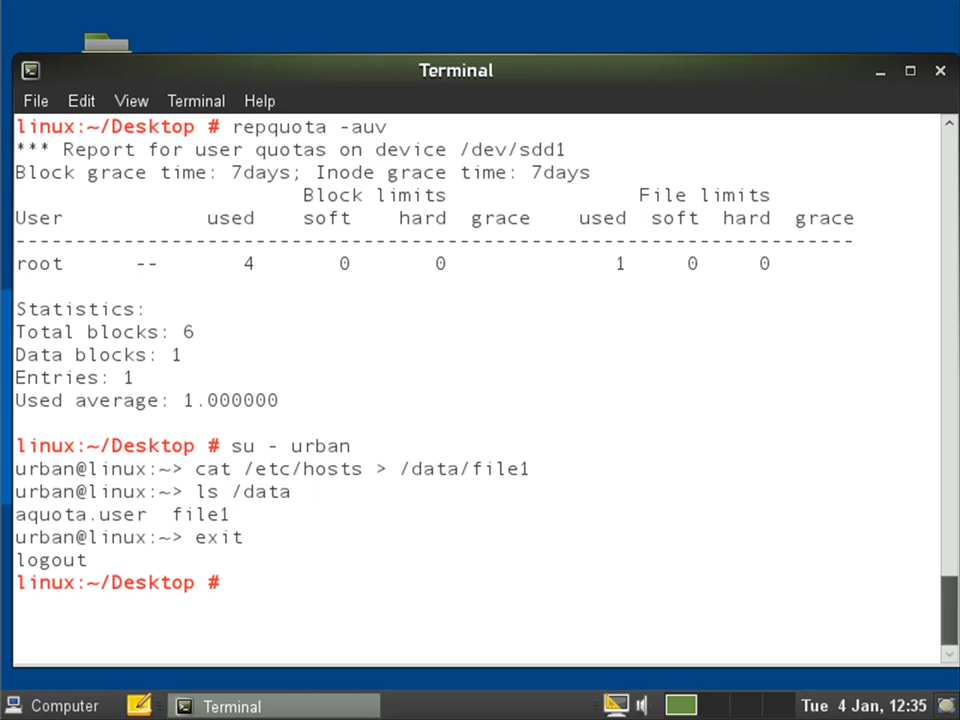 Terminal
File Edit View Terminal Help
linux:~/Desktop # repquota -auv
*** Report for user quotas on device /dev/sdd1
Block grace time: 7days; Inode grace time: 7days
Block limits File limits
User used soft hard grace used soft hard grace
----------------------------------------------------------------------
root -- 4 0 0 1 0 0
Statistics:
Total blocks: 6
Data blocks: 1
Entries: 1
Used average: 1.000000
linux:~/Desktop # su - urban
urban@linux:~> cat /etc/hosts > /data/file1
urban@linux:~> ls /data
aquota.user file1
urban@linux:~> exit
logout
linux:~/Desktop #
Computer Terminal Tue 4 Jan, 12:35